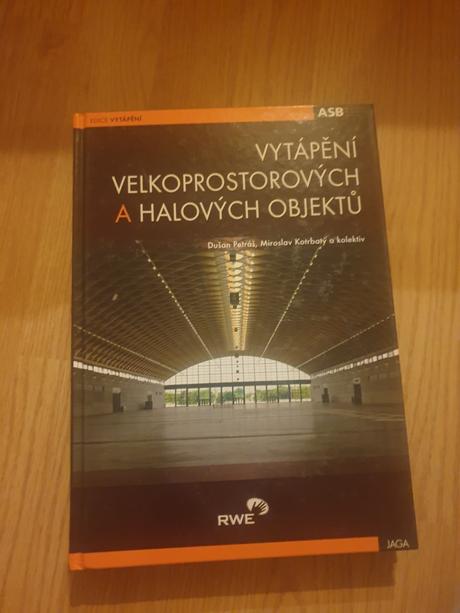 EDICE VYTÁPĚNÍ
ASB
VYTÁPĚNÍ
VELKOPROSTOROVÝCH
A HALOVÝCH OBJEKTŮ
Dušan Petráš, Miroslav Kotrbatý a kolektiv
RWE
JAGA